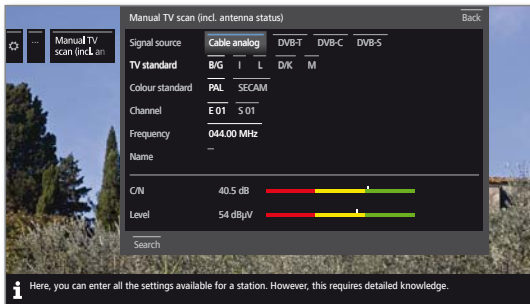 Manual TV scan (incl. antenna status) Back
...
Manual TV
scan (incl. an
Signal source Cable analog DVB-T DVB-C DVB-S
TV standard B/G I L D/K M
Colour standard PAL SECAM
Channel E 01 S 01
Frequency 044.00 MHz
Name –
C/N 40.5 dB
Level 54 dBµV
Search
i Here, you can enter all the settings available for a station. However, this requires detailed knowledge.